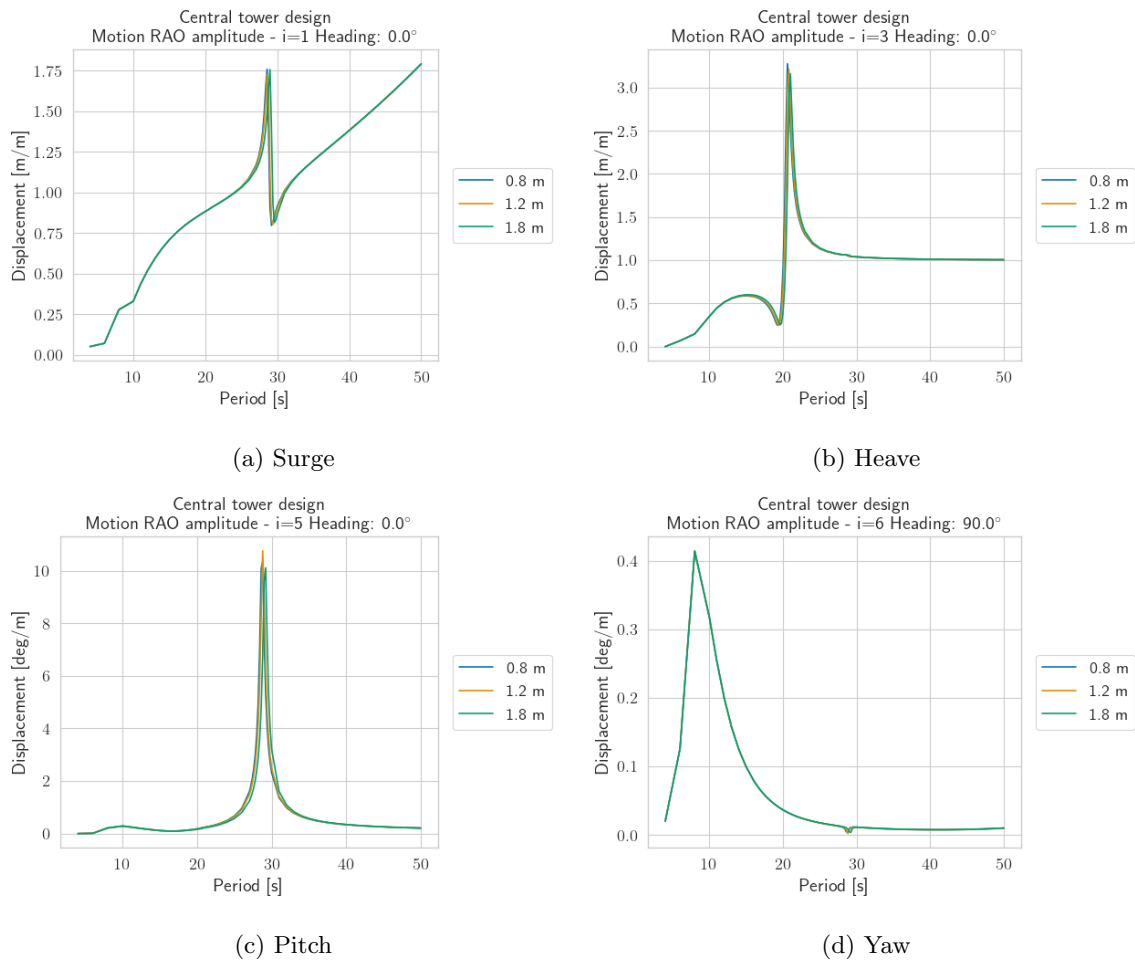 Central tower design
Motion RAO amplitude - i=1 Heading: 0.0°
Displacement [m/m]
1.75
1.50
1.25
1.00
0.75
0.50
0.25
0.00
10 20 30 40 50
Period [s]
0.8 m
1.2 m
1.8 m
(a) Surge
Central tower design
Motion RAO amplitude - i=3 Heading: 0.0°
Displacement [m/m]
3.0
2.5
2.0
1.5
1.0
0.5
0.0
10 20 30 40 50
Period [s]
0.8 m
1.2 m
1.8 m
(b) Heave
Central tower design
Motion RAO amplitude - i=5 Heading: 0.0°
Displacement [deg/m]
10
8
6
4
2
0
10 20 30 40 50
Period [s]
0.8 m
1.2 m
1.8 m
(c) Pitch
Central tower design
Motion RAO amplitude - i=6 Heading: 90.0°
Displacement [deg/m]
0.4
0.3
0.2
0.1
0.0
10 20 30 40 50
Period [s]
0.8 m
1.2 m
1.8 m
(d) Yaw